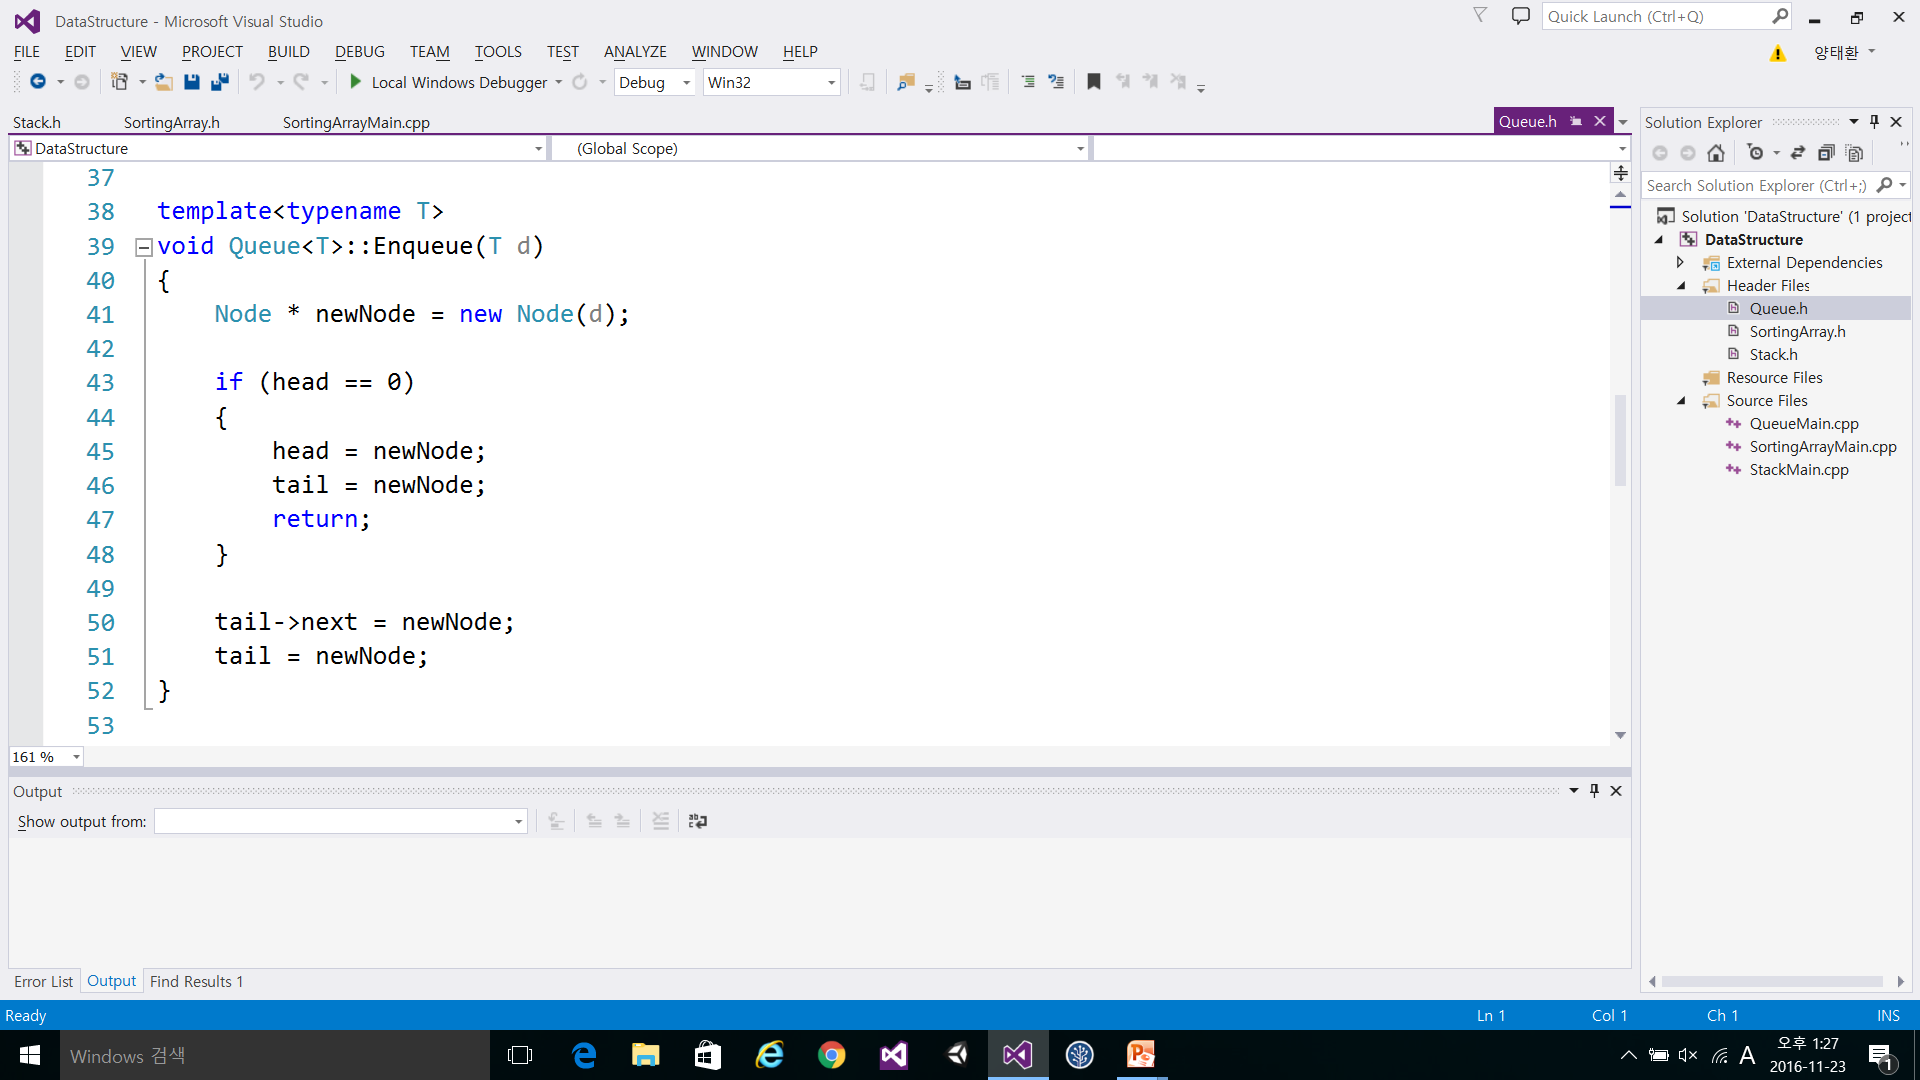 DataStructure - Microsoft Visual Studio
Quick Launch (Ctrl+Q)
FILE EDIT VIEW PROJECT BUILD DEBUG TEAM TOOLS TEST ANALYZE WINDOW HELP
양태환
Local Windows Debugger Debug Win32
Stack.h SortingArray.h SortingArrayMain.cpp Queue.h
DataStructure (Global Scope)
37
38 template<typename T>
39 void Queue<T>::Enqueue(T d)
40 {
41 Node * newNode = new Node(d);
42
43 if (head == 0)
44 {
45 head = newNode;
46 tail = newNode;
47 return;
48 }
49
50 tail->next = newNode;
51 tail = newNode;
52 }
53
161 %
Output
Show output from:
Error List Output Find Results 1
Solution Explorer
Search Solution Explorer (Ctrl+;)
Solution 'DataStructure' (1 project
DataStructure
External Dependencies
Header Files
Queue.h
SortingArray.h
Stack.h
Resource Files
Source Files
QueueMain.cpp
SortingArrayMain.cpp
StackMain.cpp
Ready Ln 1 Col 1 Ch 1 INS
Windows 검색
A
오후 1:27
2016-11-23
1